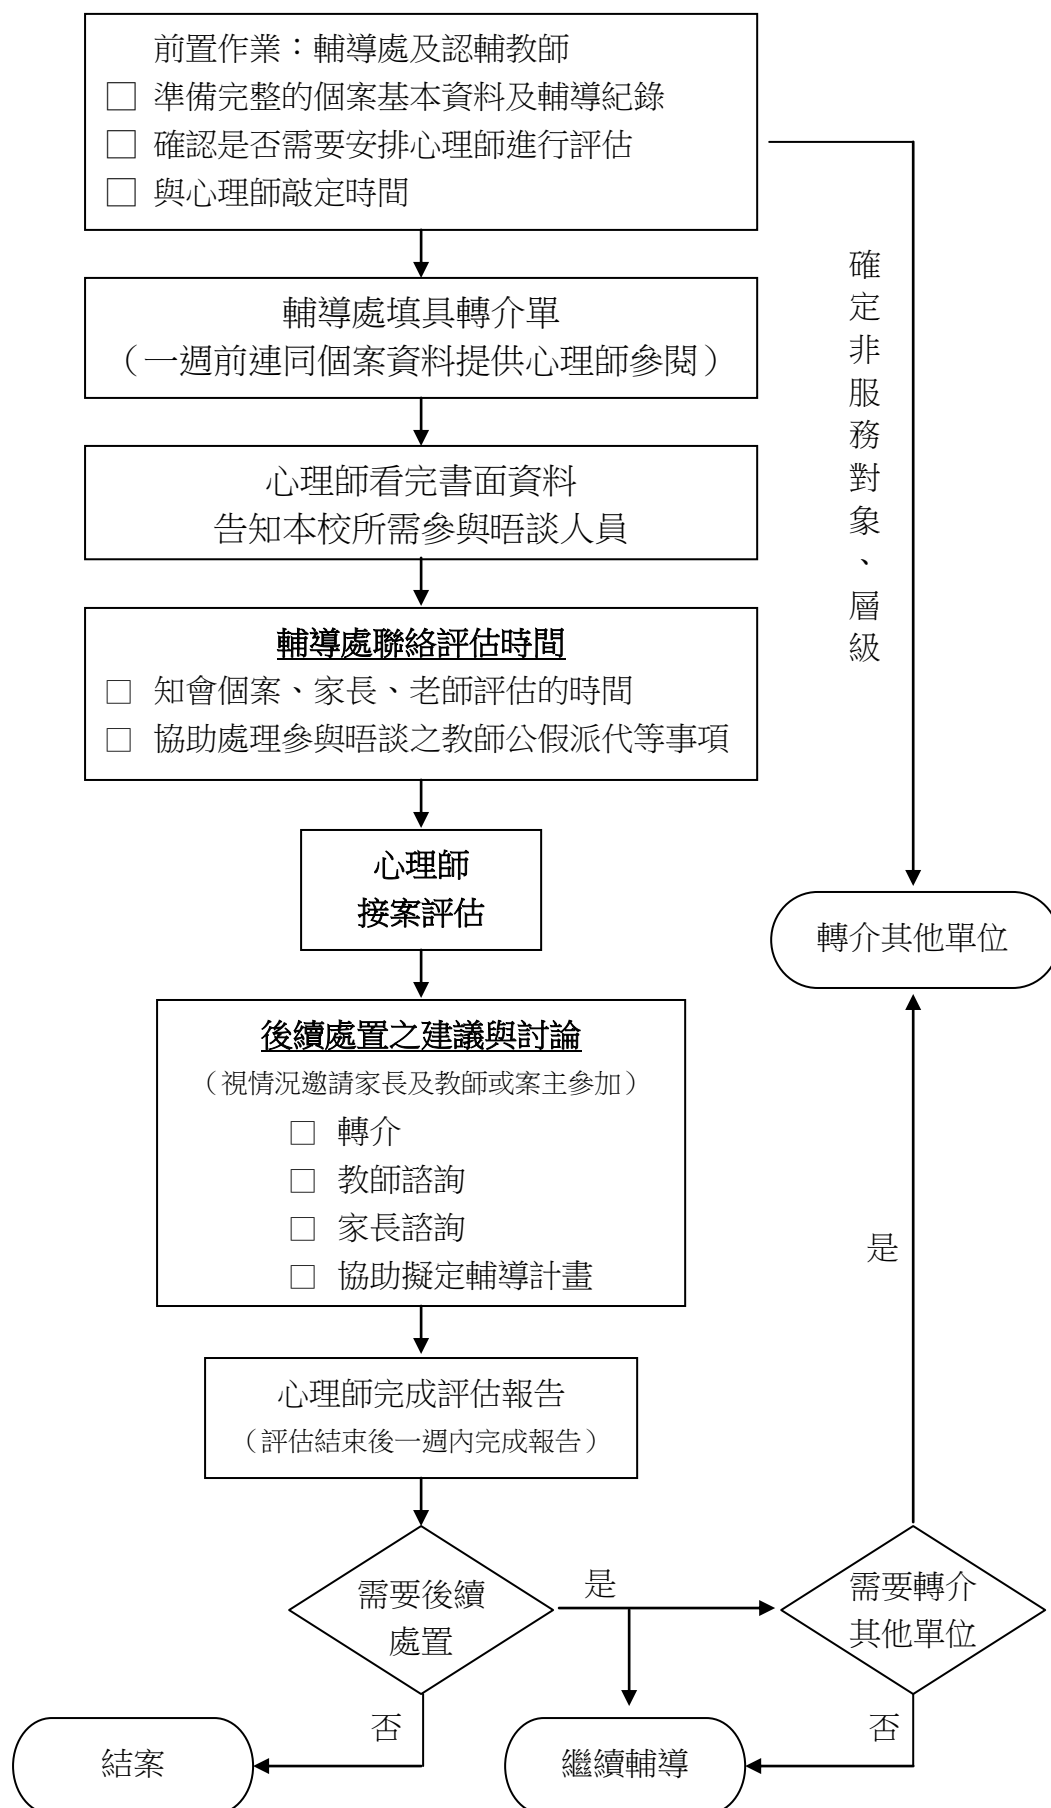 前置作業：輔導處及認輔教師
□ 準備完整的個案基本資料及輔導紀錄
□ 確認是否需要安排心理師進行評估
□ 與心理師敲定時間
確定非服務對象、層級
輔導處填具轉介單
（一週前連同個案資料提供心理師參閱）
心理師看完書面資料
告知本校所需參與晤談人員
輔導處聯絡評估時間
□ 知會個案、家長、老師評估的時間
□ 協助處理參與晤談之教師公假派代等事項
心理師
接案評估
轉介其他單位
後續處置之建議與討論
（視情況邀請家長及教師或案主參加）
□ 轉介
□ 教師諮詢
□ 家長諮詢
□ 協助擬定輔導計畫
是
心理師完成評估報告
（評估結束後一週內完成報告）
需要後續
處置
是
需要轉介
其他單位
否
否
結案
繼續輔導